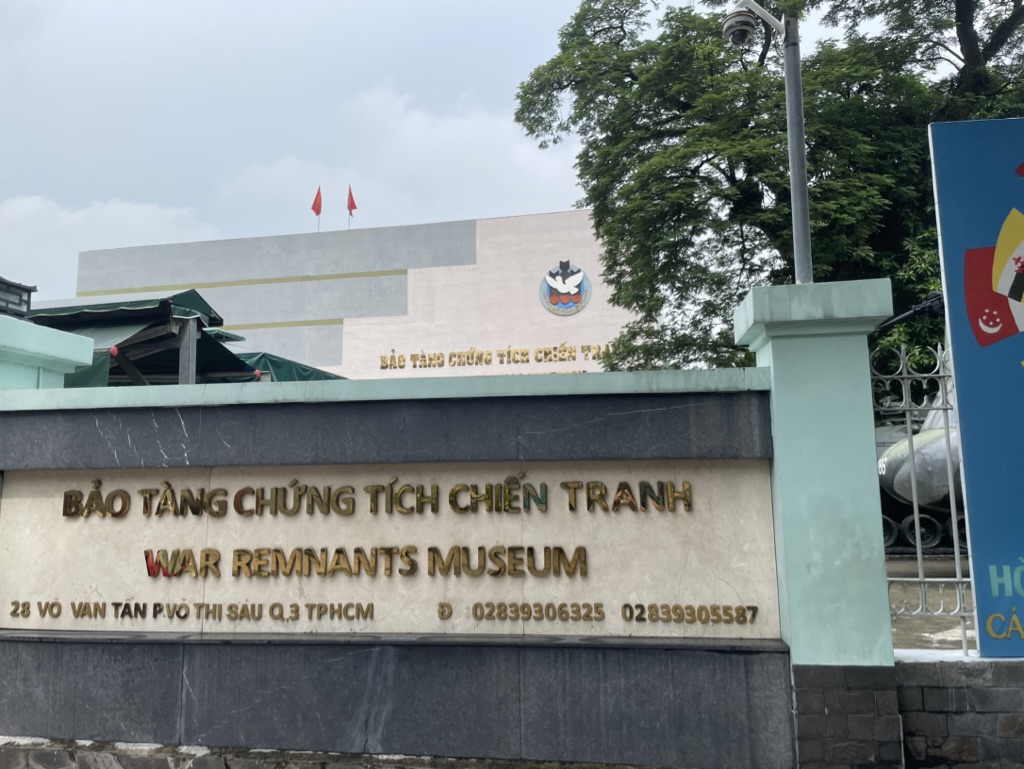 BẢO TÀNG CHỨNG TÍCH CHIẾN
BẢO TÀNG CHỨNG TÍCH CHIẾN TRANH
WAR REMNANTS MUSEUM
28 VÕ VĂN TẦN P.VÕ THỊ SÁU Q.3 TPHCM Đ 02839306325 02839305587
CÁ